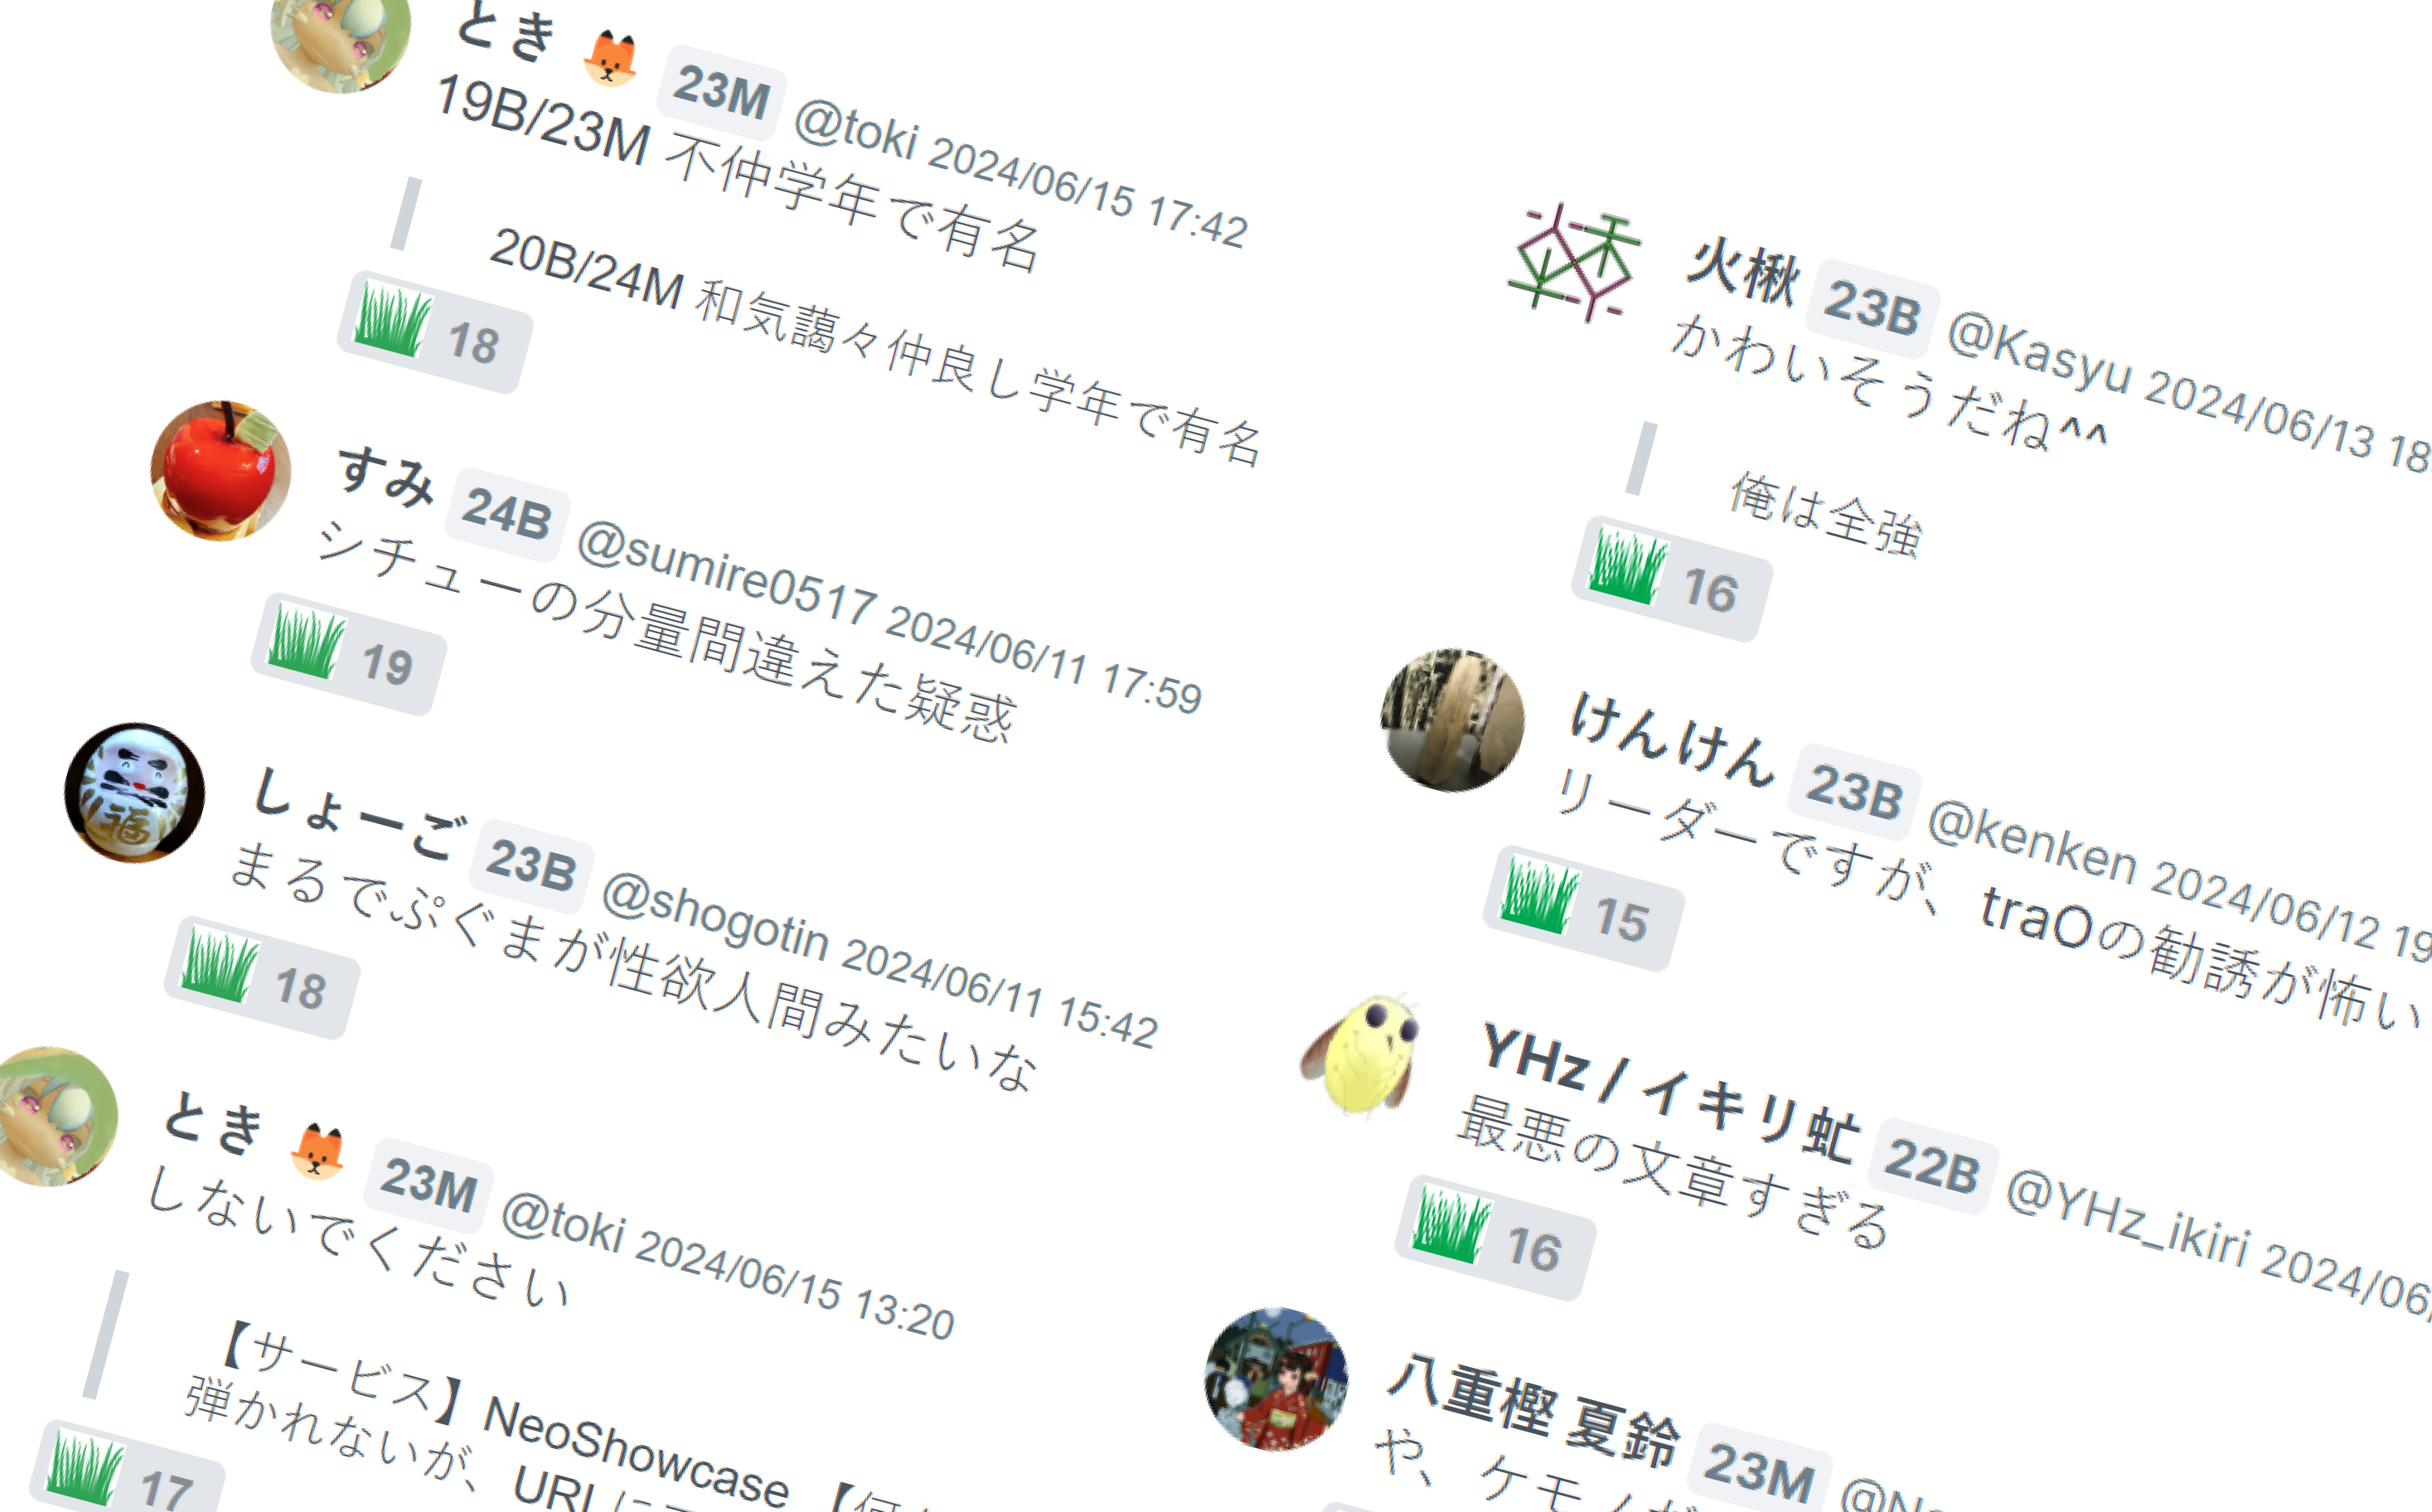 とき 🦊 23M @toki 2024/06/15 17:42
19B/23M 不仲学年で有名
20B/24M 和気藹々仲良し学年で有名
18
すみ 24B @sumire0517 2024/06/11 17:59
シチューの分量間違えた疑惑
19
しょーご 23B @shogotin 2024/06/11 15:42
まるでぷぐまが性欲人間みたいな
18
とき 🦊 23M @toki 2024/06/15 13:20
しないでください
【サービス】NeoShowcase
弾かれないが、URLに
17
火楸 23B @Kasyu 2024/06/13 18
かわいそうだね^^
俺は全強
16
けんけん 23B @kenken 2024/06/12 19
リーダーですが、traOの勧誘が怖い
15
YHz / イキリ虻 22B @YHz_ikiri 2024/06/
最悪の文章すぎる
16
八重樫 夏鈴 23M
や、ケモノ
福